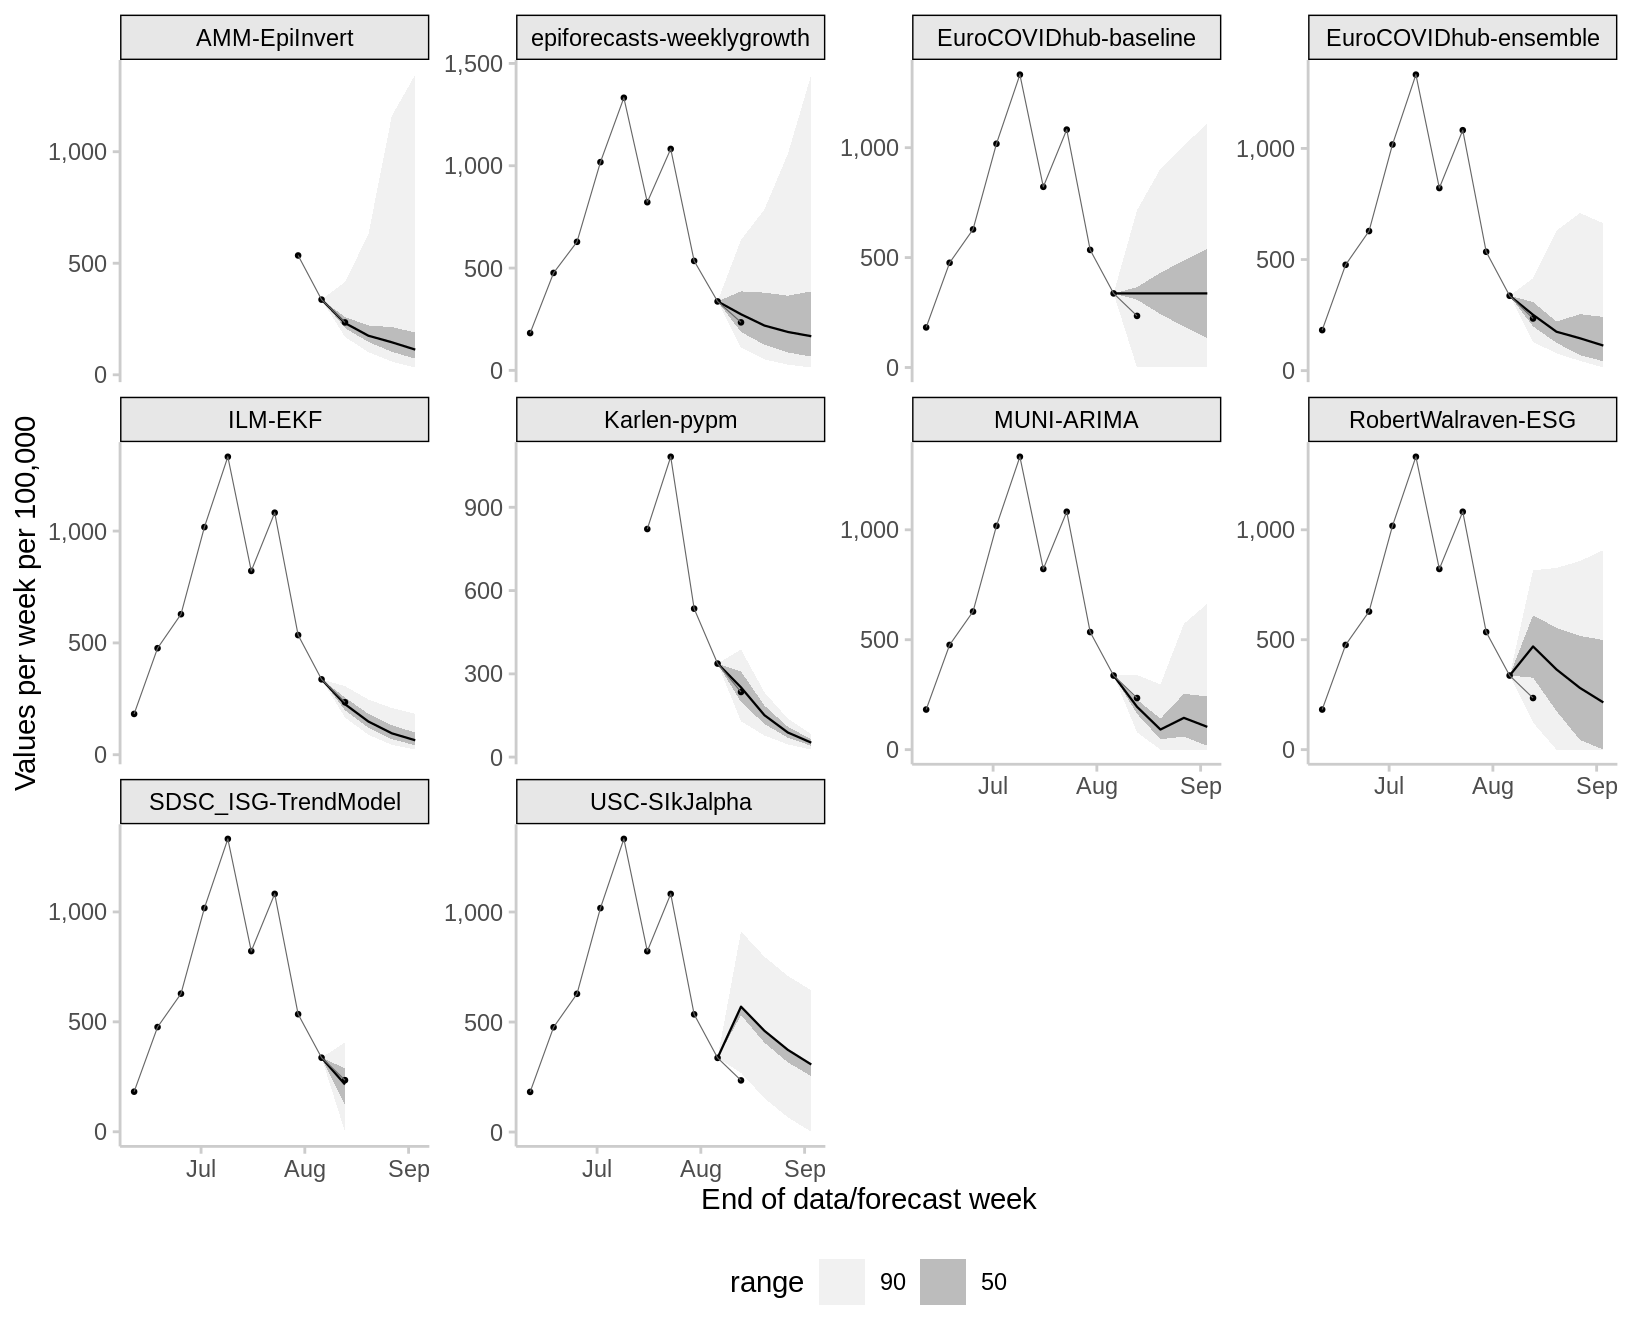 AMM-EpiInvert
epiforecasts-weeklygrowth
EuroCOVIDhub-baseline
EuroCOVIDhub-ensemble
1,000
500
0
1,500
1,000
500
0
1,000
500
0
1,000
500
0
ILM-EKF
Karlen-pypm
MUNI-ARIMA
RobertWalraven-ESG
1,000
500
0
900
600
300
0
1,000
500
0
Jul Aug Sep
1,000
500
0
Jul Aug Sep
SDSC_ISG-TrendModel
USC-SIkJalpha
1,000
500
0
Jul Aug Sep
1,000
500
0
Jul Aug Sep
Values per week per 100,000
End of data/forecast week
range 90 50